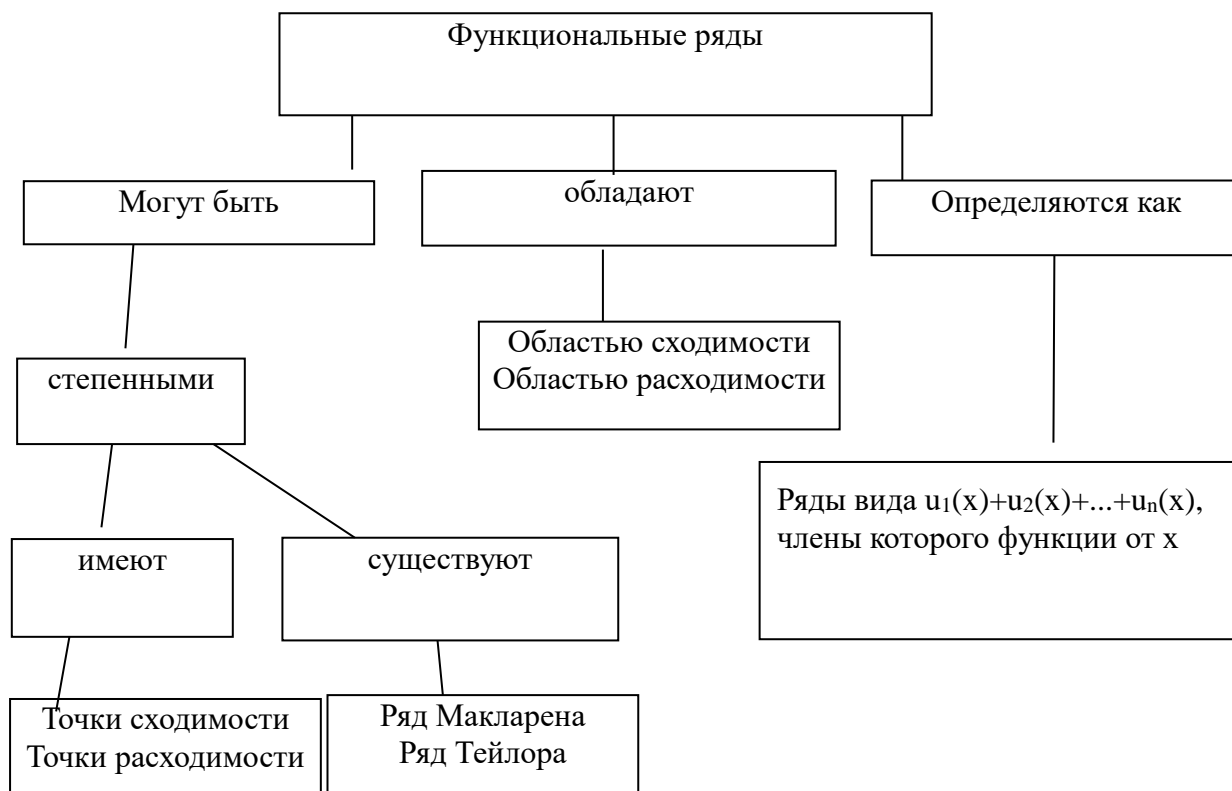 Функциональные ряды
Могут быть
обладают
Определяются как
Областью сходимости
Областью расходимости
степенными
Ряды вида u₁(x)+u₂(x)+...+uₙ(x),
члены которого функции от x
имеют
существуют
Точки сходимости
Точки расходимости
Ряд Макларена
Ряд Тейлора